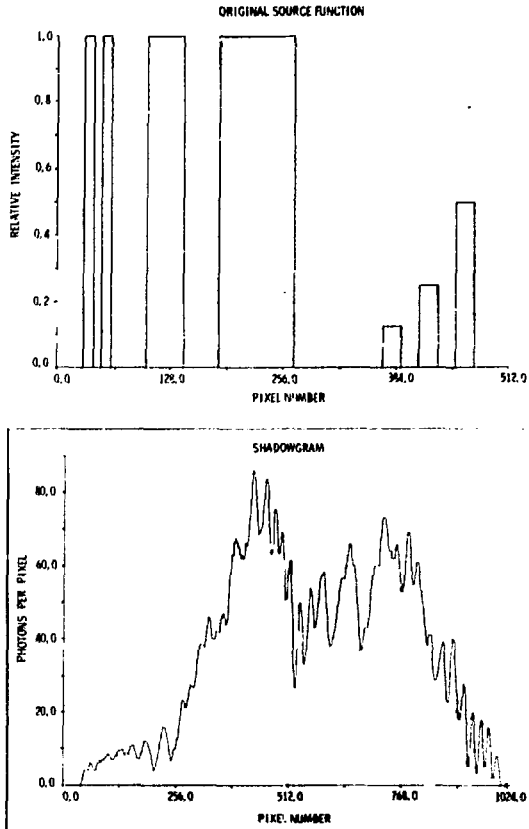 ORIGINAL SOURCE FUNCTION
1.0
0.8
0.6
0.4
0.2
0.0
RELATIVE INTENSITY
0.0 128.0 256.0 384.0 512.0
PIXEL NUMBER
SHADOWGRAM
80.0
60.0
40.0
20.0
0.0
PHOTONS PER PIXEL
0.0 256.0 512.0 768.0 1024.0
PIXEL NUMBER